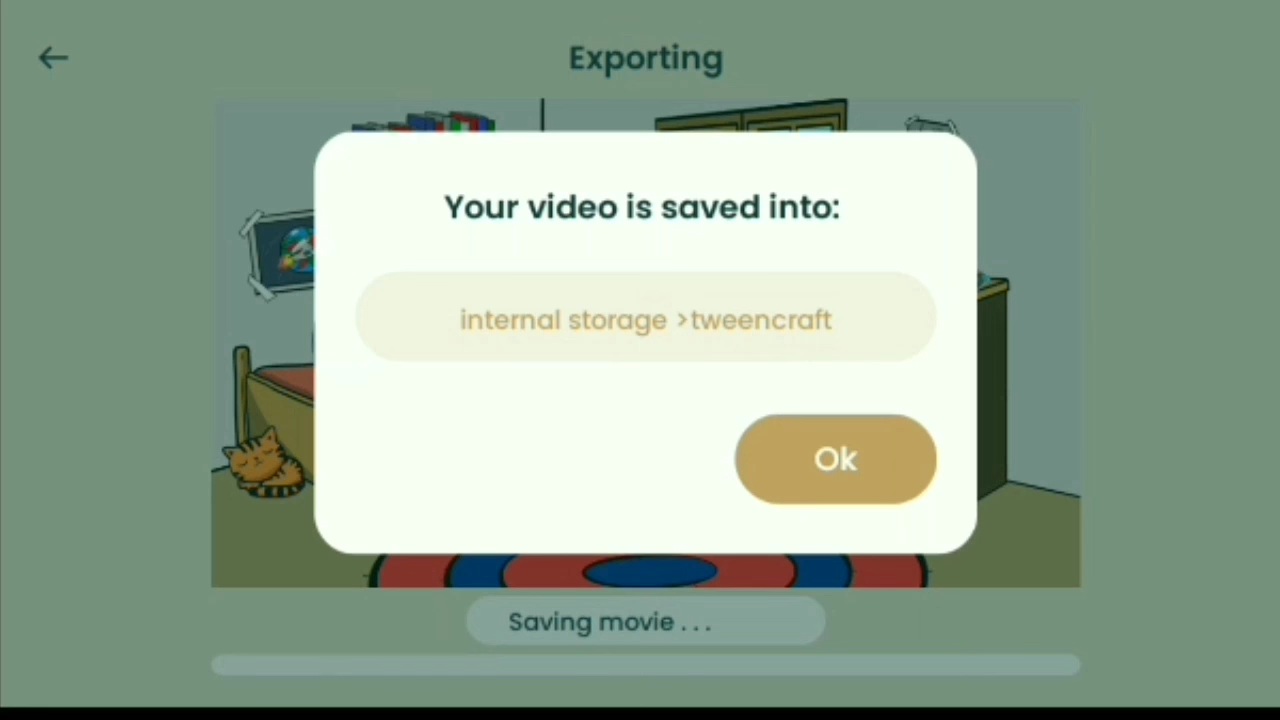 Exporting
Your video is saved into:
internal storage >tweencraft
Ok
Saving movie . . .